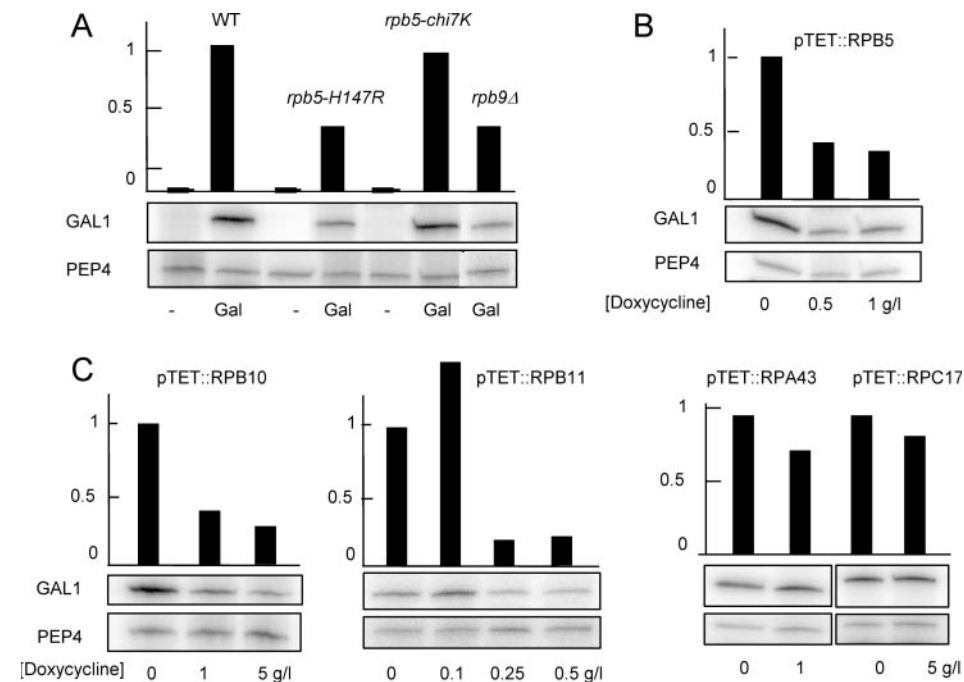 A
WT
rpb5-chi7K
1
rpb5-H147R
rpb9Δ
0.5
0
GAL1
PEP4
- Gal - Gal - Gal Gal
B
pTET::RPB5
1
0.5
0
GAL1
PEP4
[Doxycycline] 0 0.5 1 g/l
C
pTET::RPB10
1
0.5
0
GAL1
PEP4
[Doxycycline] 0 1 5 g/l
pTET::RPB11
1
0.5
0
0 0.1 0.25 0.5 g/l
pTET::RPA43 pTET::RPC17
1
0.5
0
0 1 0 5 g/l